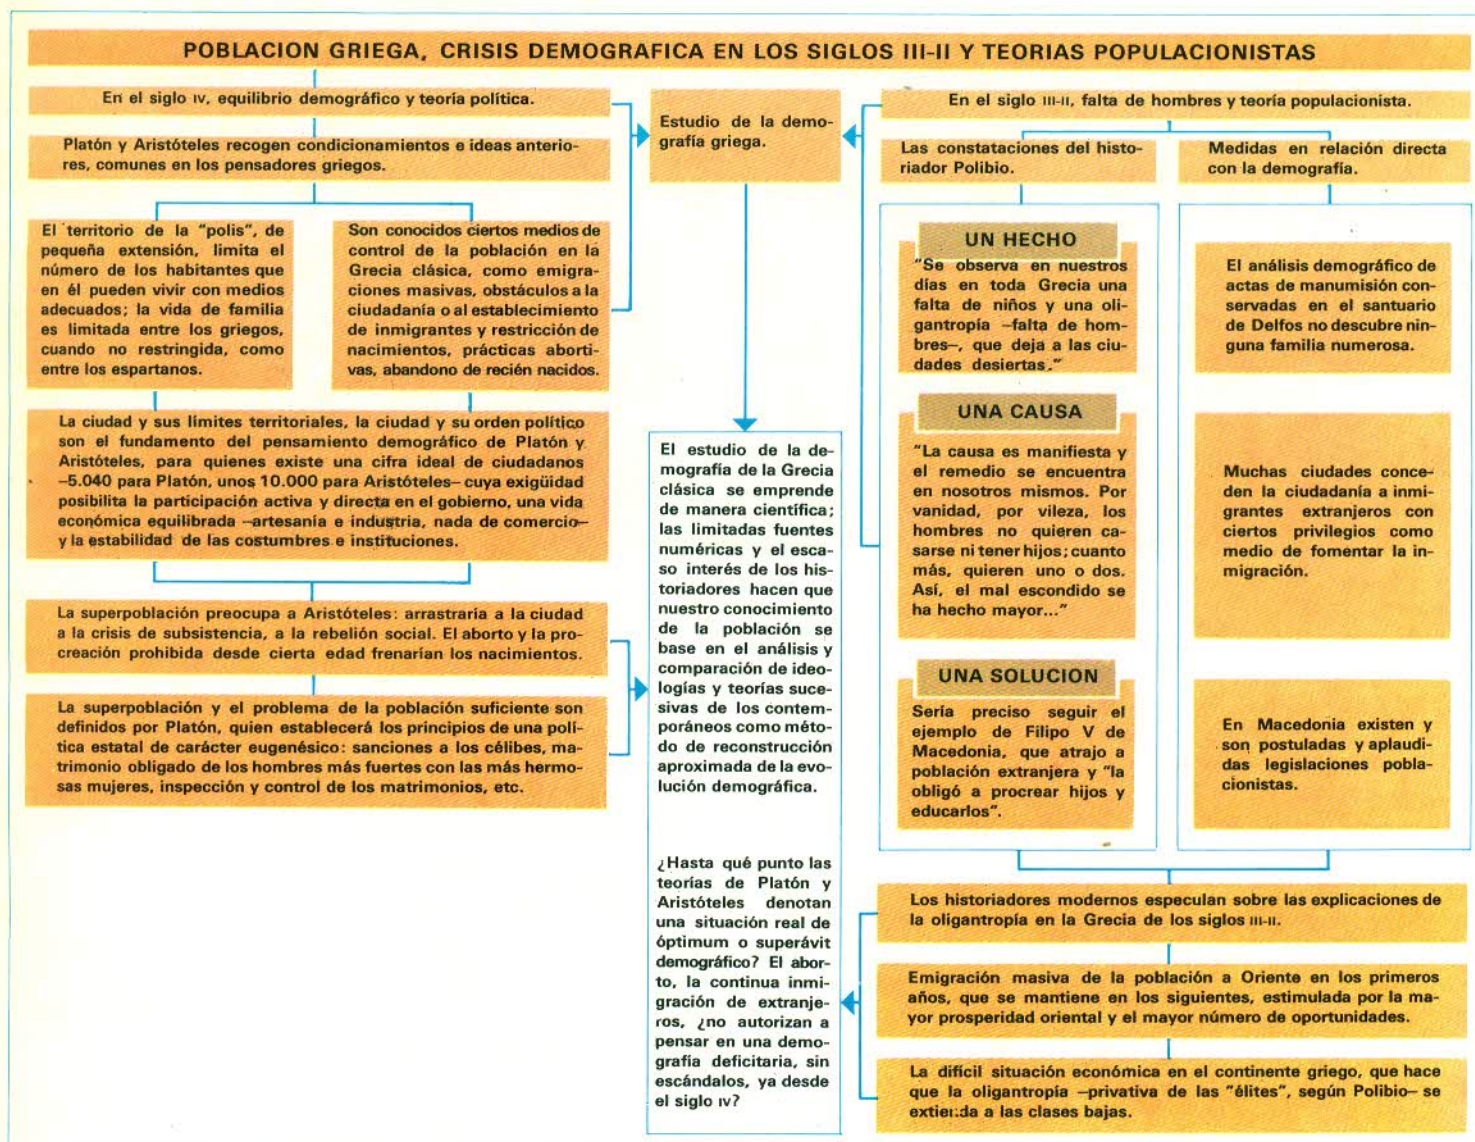 POBLACION GRIEGA, CRISIS DEMOGRAFICA EN LOS SIGLOS III-II Y TEORIAS POPULACIONISTAS
En el siglo IV, equilibrio demográfico y teoría política.
Platón y Aristóteles recogen condicionamientos e ideas anterio-
res, comunes en los pensadores griegos.
El territorio de la "polis", de
pequeña extensión, limita el
número de los habitantes que
en él pueden vivir con medios
adecuados; la vida de familia
es limitada entre los griegos,
cuando no restringida, como
entre los espartanos.
Son conocidos ciertos medios de
control de la población en la
Grecia clásica, como emigra-
ciones masivas, obstáculos a la
ciudadanía o al establecimiento
de inmigrantes y restricción de
nacimientos, prácticas aborti-
vas, abandono de recién nacidos.
La ciudad y sus límites territoriales, la ciudad y su orden político
son el fundamento del pensamiento demográfico de Platón y
Aristóteles, para quienes existe una cifra ideal de ciudadanos
–5.040 para Platón, unos 10.000 para Aristóteles– cuya exigüidad
posibilita la participación activa y directa en el gobierno, una vida
económica equilibrada –artesanía e industria, nada de comercio–
y la estabilidad de las costumbres e instituciones.
La superpoblación preocupa a Aristóteles: arrastraría a la ciudad
a la crisis de subsistencia, a la rebelión social. El aborto y la pro-
creación prohibida desde cierta edad frenarían los nacimientos.
La superpoblación y el problema de la población suficiente son
definidos por Platón, quien establecerá los principios de una polí-
tica estatal de carácter eugenésico: sanciones a los célibes, ma-
trimonio obligado de los hombres más fuertes con las más hermo-
sas mujeres, inspección y control de los matrimonios, etc.
Estudio de la demo-
grafía griega.
El estudio de la de-
mografía de la Grecia
clásica se emprende
de manera científica;
las limitadas fuentes
numéricas y el esca-
so interés de los his-
toriadores hacen que
nuestro conocimiento
de la población se
base en el análisis y
comparación de ideo-
logías y teorías suce-
sivas de los contem-
poráneos como méto-
do de reconstrucción
aproximada de la evo-
lución demográfica.
¿Hasta qué punto las
teorías de Platón y
Aristóteles denotan
una situación real de
óptimum o superávit
demográfico? El abor-
to, la continua inmi-
gración de extranje-
ros, ¿no autorizan a
pensar en una demo-
grafía deficitaria, sin
escándalos, ya desde
el siglo IV?
En el siglo III-II, falta de hombres y teoría populacionista.
Las constataciones del histo-
riador Polibio.
UN HECHO
"Se observa en nuestros
días en toda Grecia una
falta de niños y una oli-
gantropía –falta de hom-
bres–, que deja a las ciu-
dades desiertas."
UNA CAUSA
"La causa es manifiesta y
el remedio se encuentra
en nosotros mismos. Por
vanidad, por vileza, los
hombres no quieren ca-
sarse ni tener hijos; cuanto
más, quieren uno o dos.
Así, el mal escondido se
ha hecho mayor..."
UNA SOLUCION
Sería preciso seguir el
ejemplo de Filipo V de
Macedonia, que atrajo a
población extranjera y "la
obligó a procrear hijos y
educarlos".
Medidas en relación directa
con la demografía.
El análisis demográfico de
actas de manumisión con-
servadas en el santuario
de Delfos no descubre nin-
guna familia numerosa.
Muchas ciudades conce-
den la ciudadanía a inmi-
grantes extranjeros con
ciertos privilegios como
medio de fomentar la in-
migración.
En Macedonia existen y
son postuladas y aplaudi-
das legislaciones pobla-
cionistas.
Los historiadores modernos especulan sobre las explicaciones de
la oligantropía en la Grecia de los siglos III-II.
Emigración masiva de la población a Oriente en los primeros
años, que se mantiene en los siguientes, estimulada por la ma-
yor prosperidad oriental y el mayor número de oportunidades.
La difícil situación económica en el continente griego, que hace
que la oligantropía –privativa de las "élites", según Polibio– se
extienda a las clases bajas.